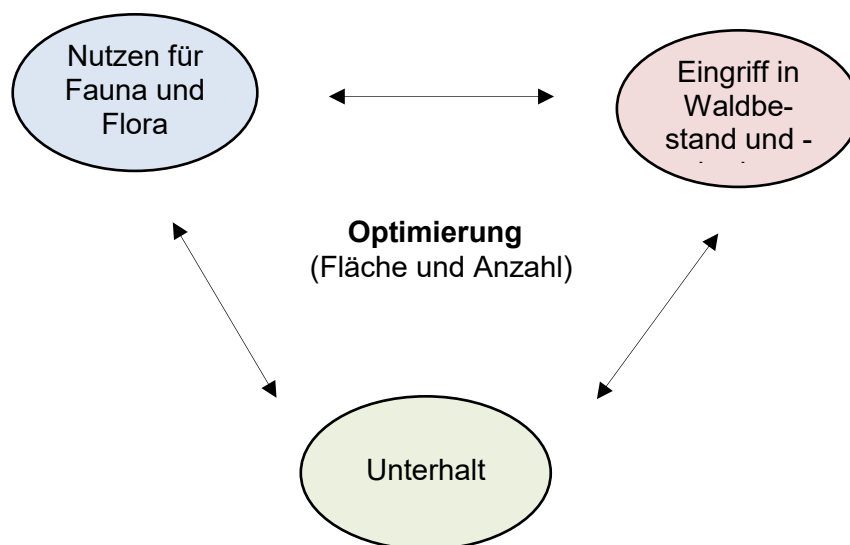 Nutzen für
Fauna und
Flora
Eingriff in
Waldbe-
stand und -
Optimierung
(Fläche und Anzahl)
Unterhalt